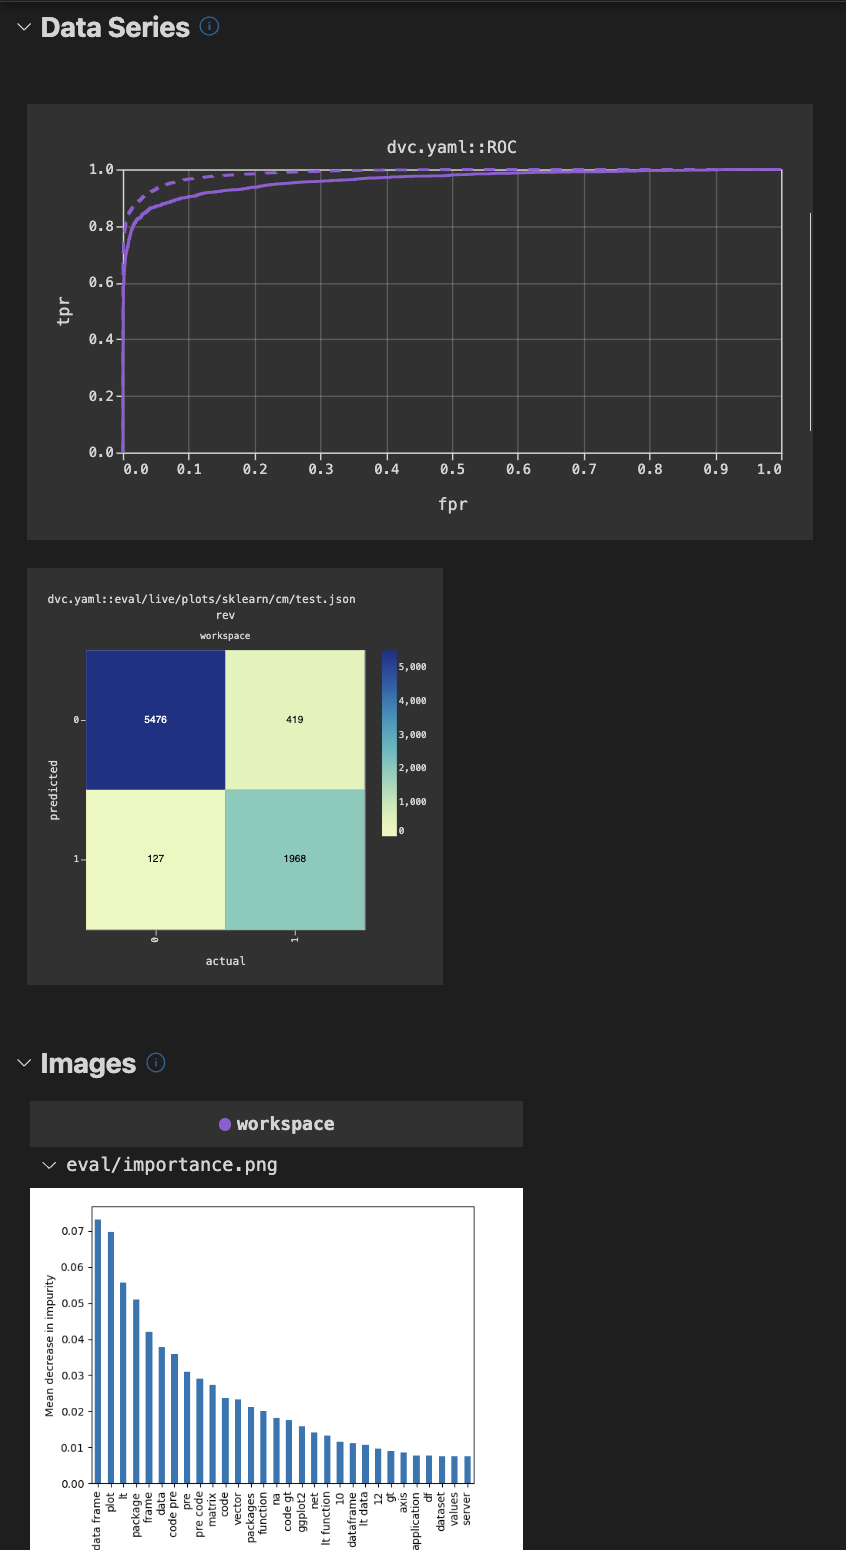 Data Series
dvc.yaml::ROC
1.0
0.8
0.6
0.4
0.2
0.0
tpr
0.0 0.1 0.2 0.3 0.4 0.5 0.6 0.7 0.8 0.9 1.0
fpr
dvc.yaml::eval/live/plots/sklearn/cm/test.json
rev
workspace
5476 419
127 1968
0
1
predicted
0 1
actual
5,000
4,000
3,000
2,000
1,000
0
Images
workspace
eval/importance.png
0.07
0.06
0.05
0.04
0.03
0.02
0.01
0.00
Mean decrease in impurity
data frame
plot
lt
package
frame
data
code pre
pre
pre code
matrix
code
vector
packages
function
na
code gt
ggplot2
net
lt function
10
dataframe
lt data
12
gt
axis
application
df
dataset
values
server